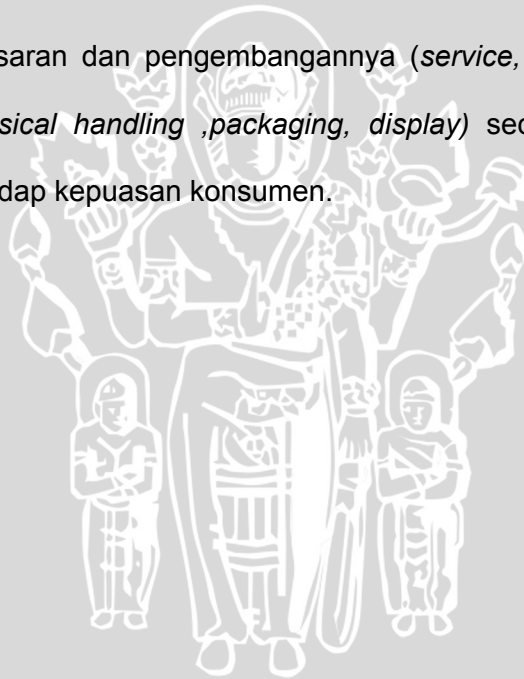 saran dan pengembangannya (service,
sical handling ,packaging, display) sec
dap kepuasan konsumen.